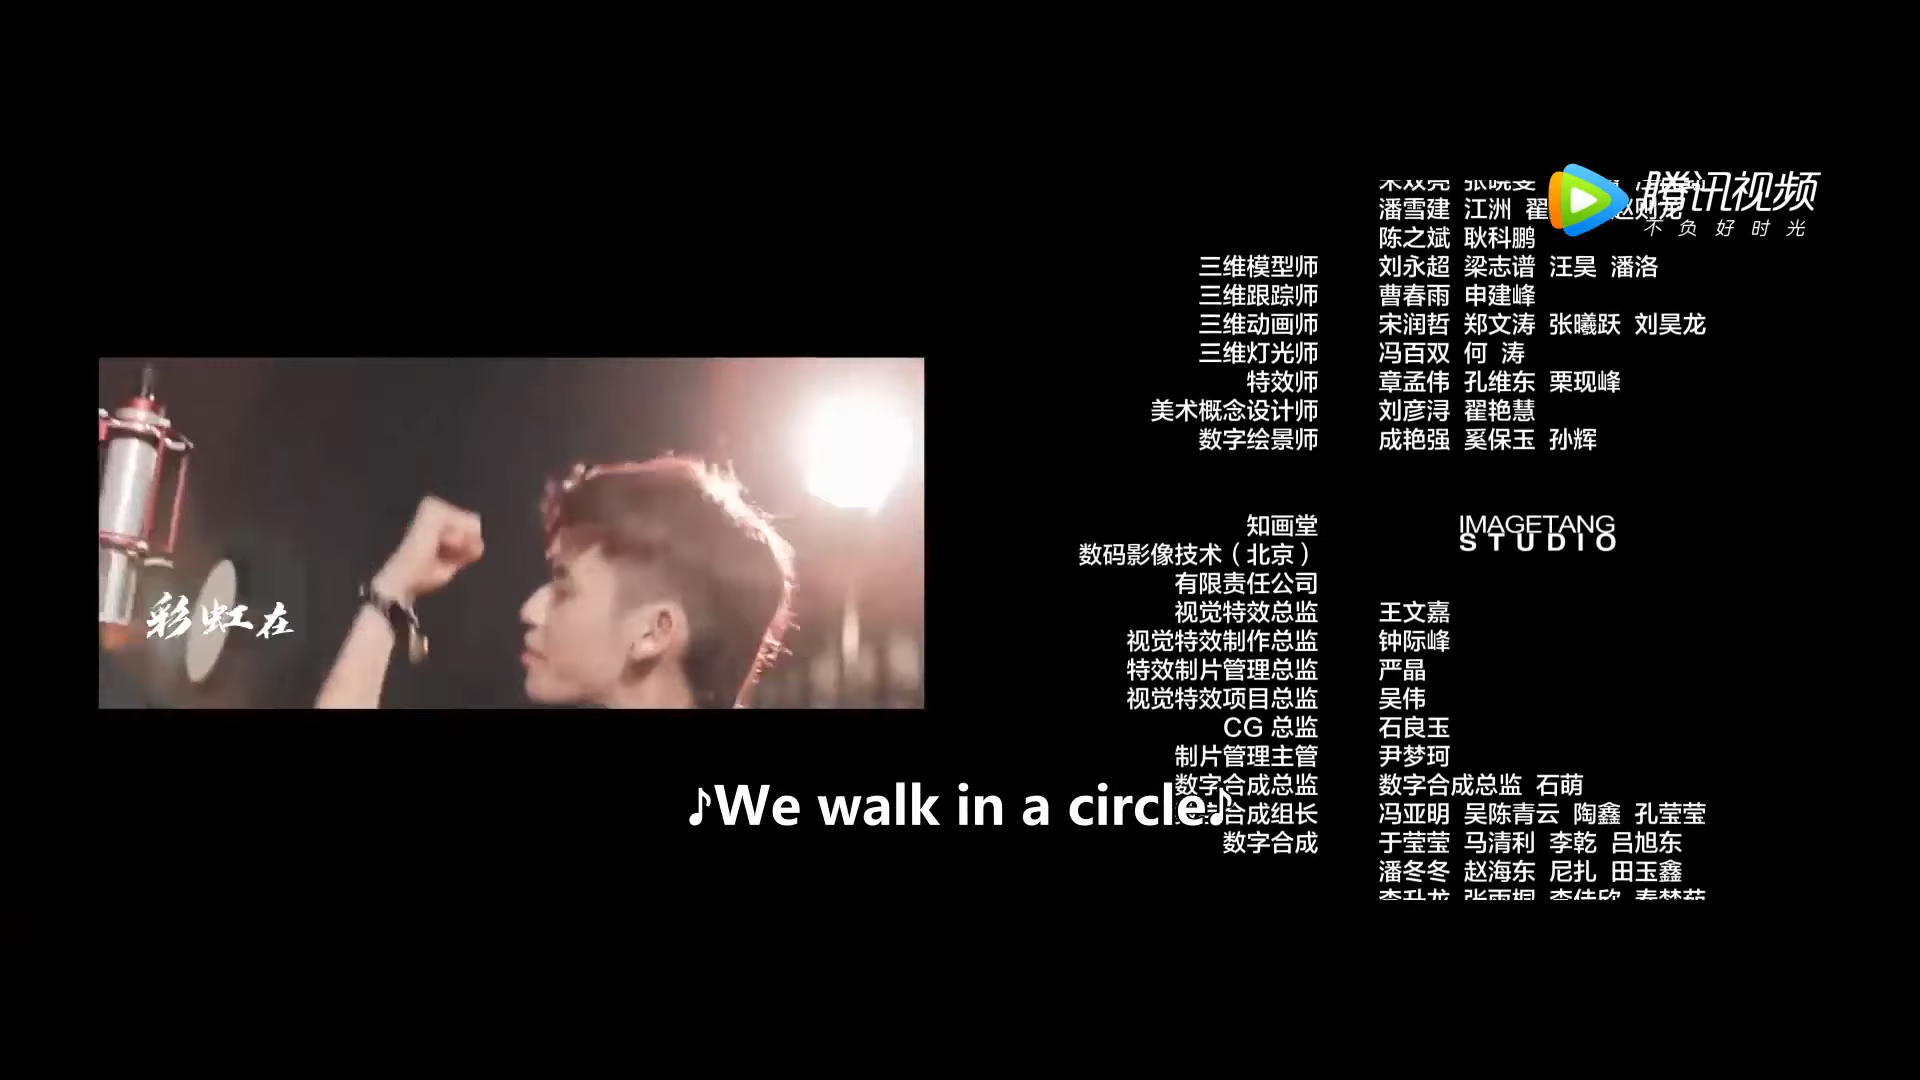 腾讯视频
不负好时光
潘雪建 江洲 翟
陈之斌 耿科鹏
三维模型师 刘永超 梁志谱 汪昊 潘洛
三维跟踪师 曹春雨 申建峰
三维动画师 宋润哲 郑文涛 张曦跃 刘昊龙
三维灯光师 冯百双 何 涛
特效师 章孟伟 孔维东 栗现峰
美术概念设计师 刘彦浔 翟艳慧
数字绘景师 成艳强 奚保玉 孙辉
知画堂 IMAGETANG
数码影像技术（北京） STUDIO
有限责任公司
视觉特效总监 王文嘉
视觉特效制作总监 钟际峰
特效制片管理总监 严晶
视觉特效项目总监 吴伟
CG 总监 石良玉
制片管理主管 尹梦珂
数字合成总监 数字合成总监 石萌
合成组长 冯亚明 吴陈青云 陶鑫 孔莹莹
数字合成 于莹莹 马清利 李乾 吕旭东
潘冬冬 赵海东 尼扎 田玉鑫
彩虹在
♪We walk in a circle♪